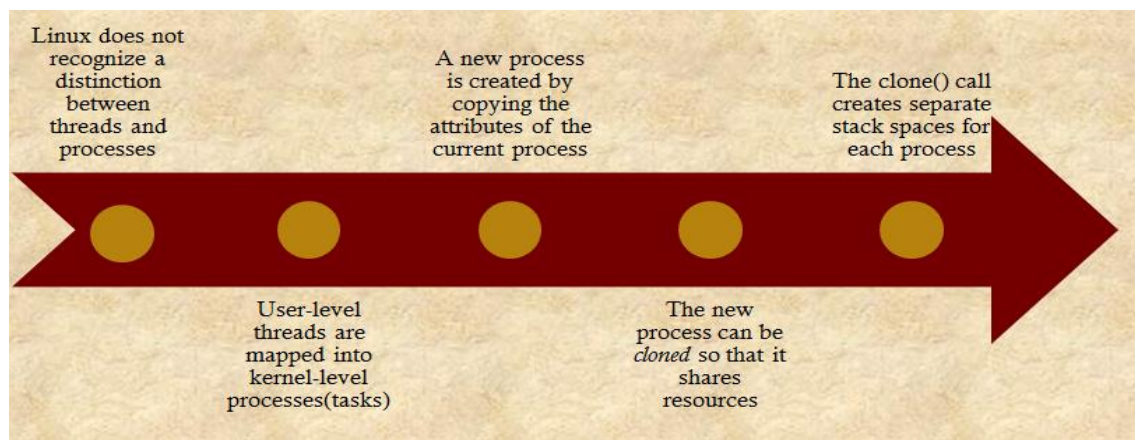 Linux does not
recognize a
distinction
between
threads and
processes
User-level
threads are
mapped into
kernel-level
processes(tasks)
A new process
is created by
copying the
attributes of the
current process
The new
process can be
cloned so that it
shares
resources
The clone() call
creates separate
stack spaces for
each process